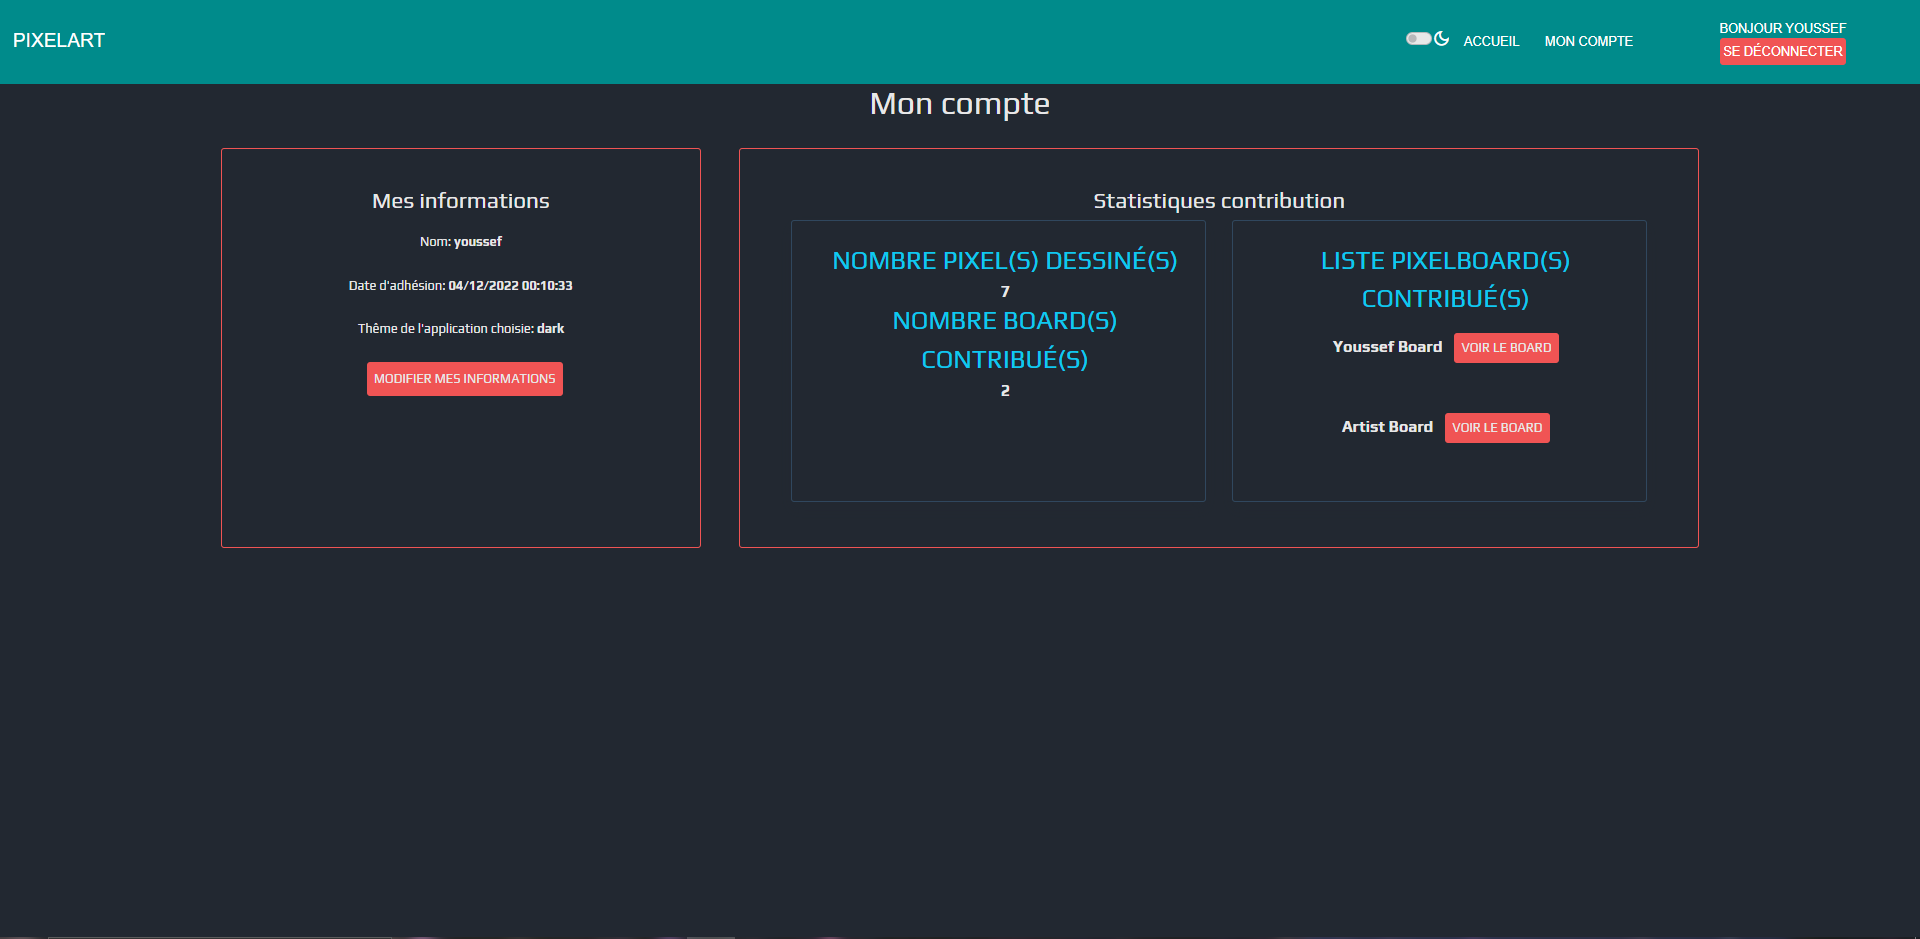 PIXELART
ACCUEIL
MON COMPTE
BONJOUR YOUSSEF
SE DÉCONNECTER
Mon compte
Mes informations
Nom: youssef
Date d'adhésion: 04/12/2022 00:10:33
Thême de l'application choisie: dark
MODIFIER MES INFORMATIONS
Statistiques contribution
NOMBRE PIXEL(S) DESSINÉ(S)
7
NOMBRE BOARD(S)
CONTRIBUÉ(S)
2
LISTE PIXELBOARD(S)
CONTRIBUÉ(S)
Youssef Board VOIR LE BOARD
Artist Board VOIR LE BOARD